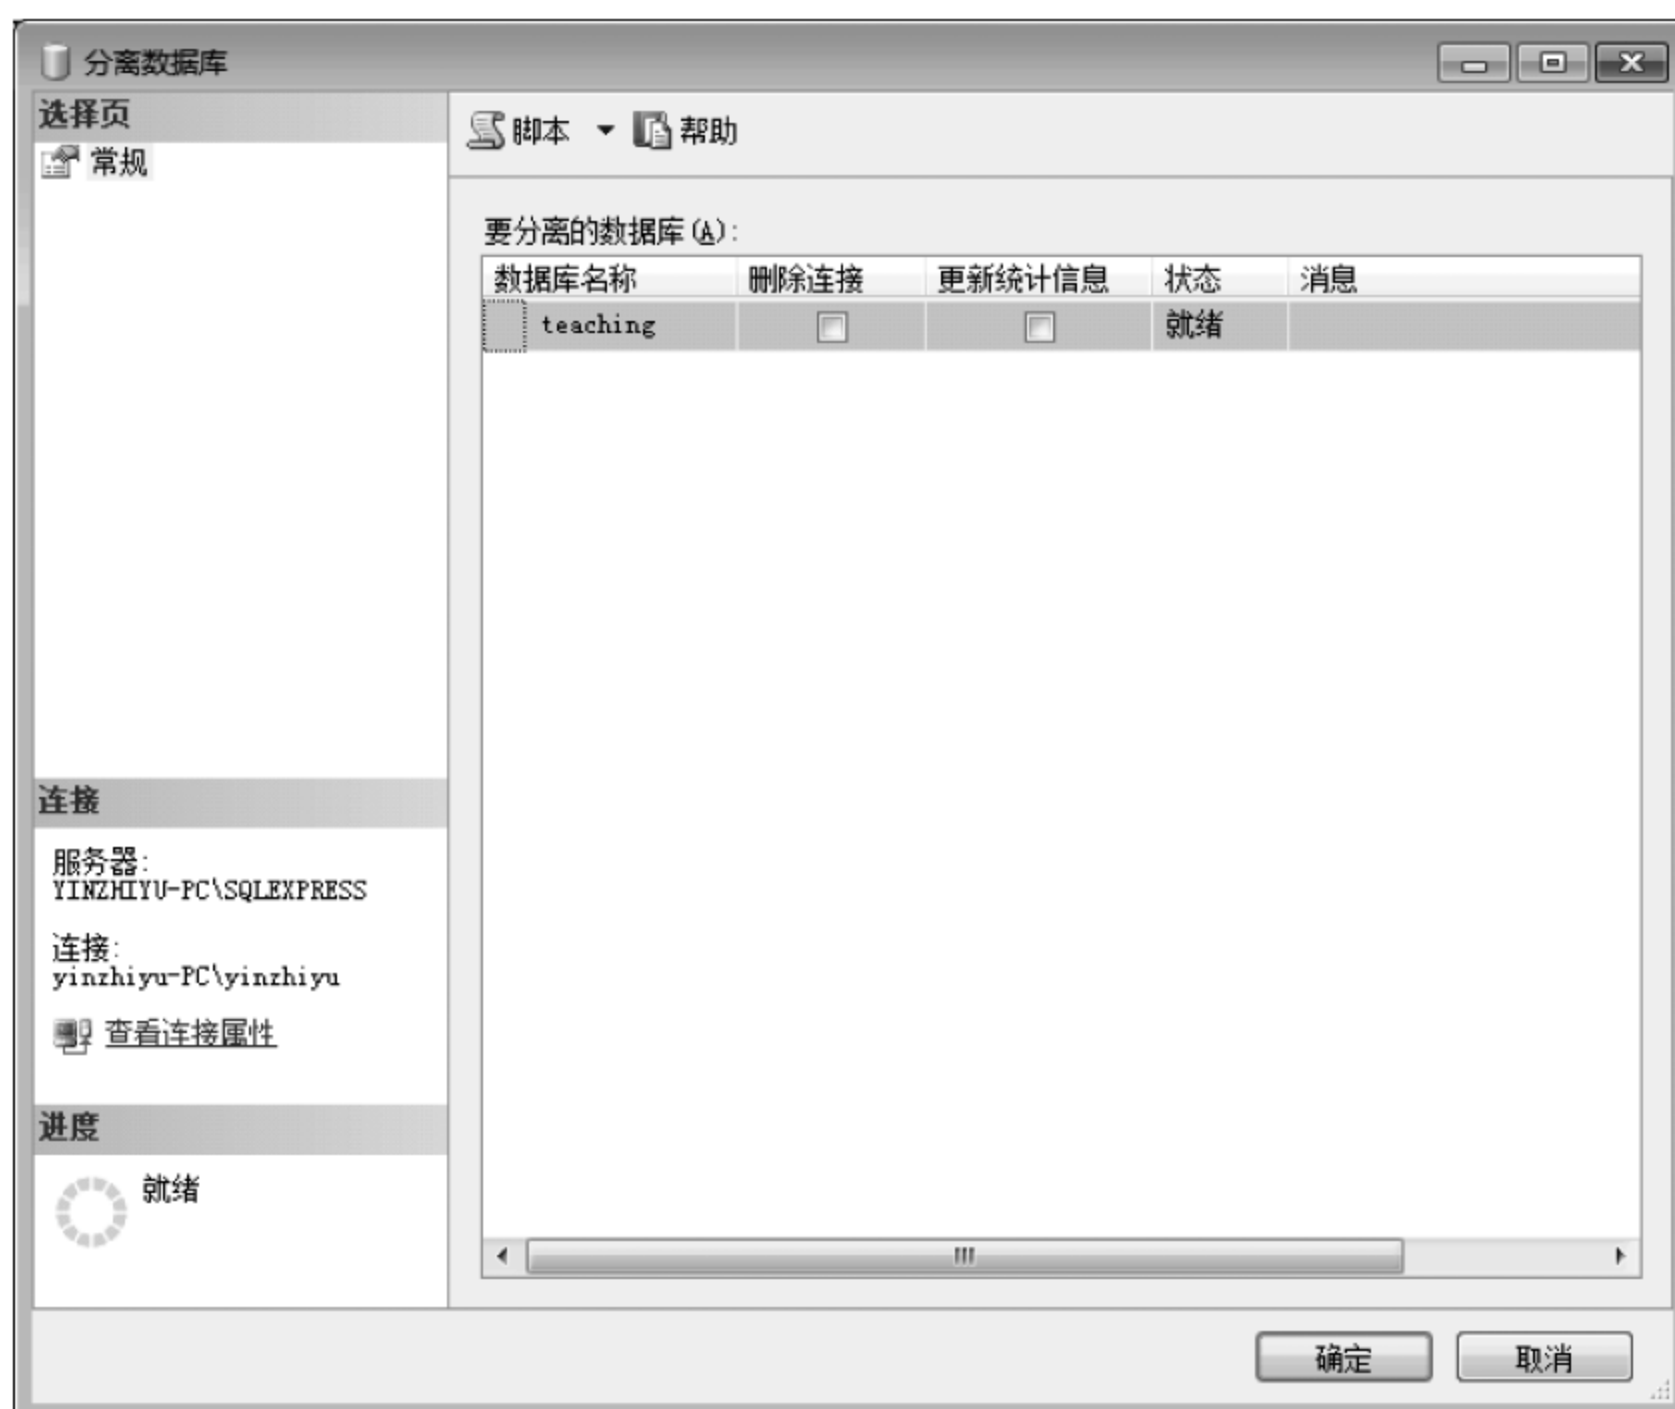 分离数据库
选择页
常规
脚本 帮助
要分离的数据库(A):
数据库名称 删除连接 更新统计信息 状态 消息
teaching 就绪
连接
服务器:
YINZHIYU-PC\SQLEXPRESS
连接:
yinzhiyu-PC\yinzhiyu
查看连接属性
进度
就绪
确定 取消